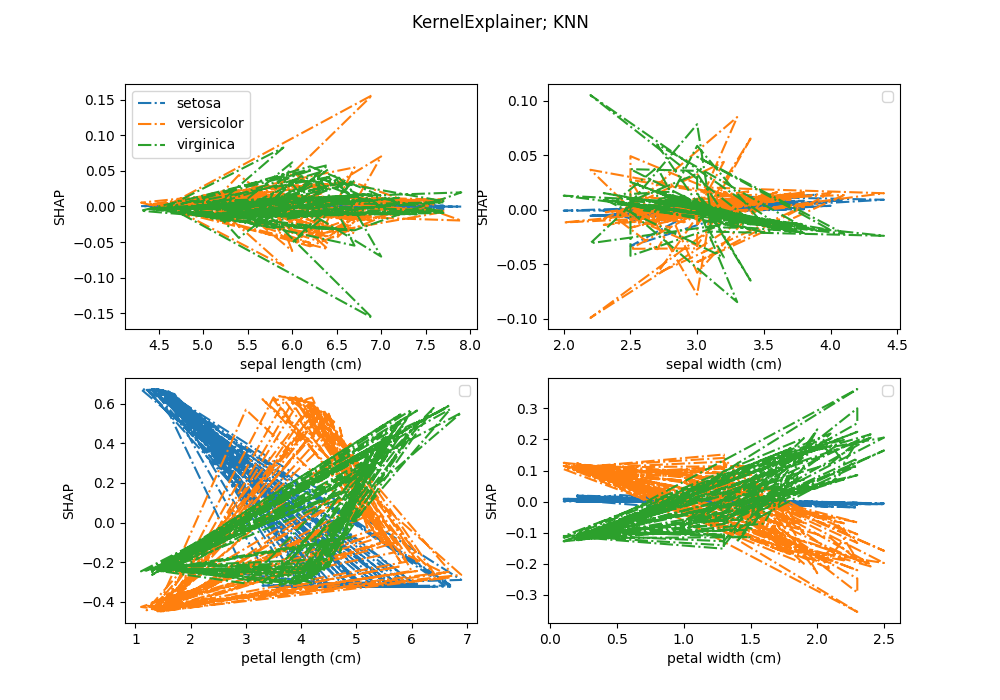 KernelExplainer; KNN
setosa
versicolor
virginica
0.15
0.10
0.05
0.00
−0.05
−0.10
−0.15
SHAP
4.5 5.0 5.5 6.0 6.5 7.0 7.5 8.0
sepal length (cm)
0.10
0.05
0.00
−0.05
−0.10
SHAP
2.0 2.5 3.0 3.5 4.0 4.5
sepal width (cm)
0.6
0.4
0.2
0.0
−0.2
−0.4
SHAP
1 2 3 4 5 6 7
petal length (cm)
0.3
0.2
0.1
0.0
−0.1
−0.2
−0.3
SHAP
0.0 0.5 1.0 1.5 2.0 2.5
petal width (cm)